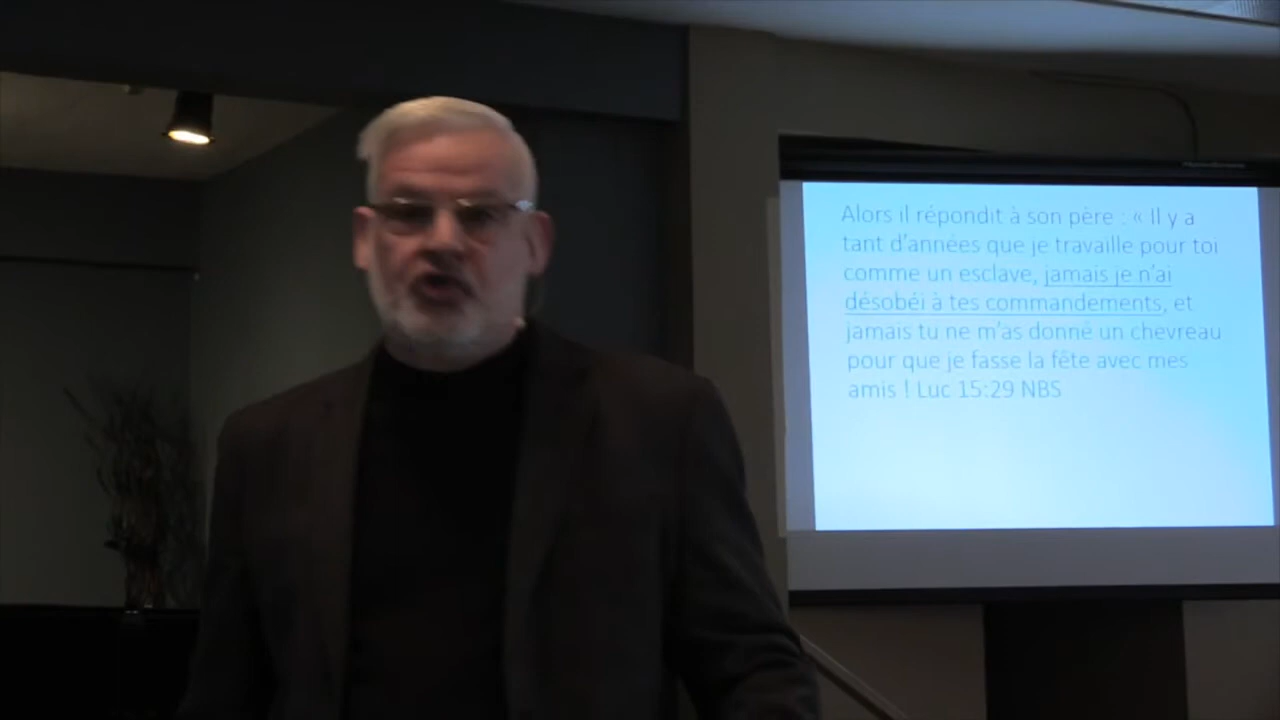 Alors il répondit à son père : « Il y a
tant d'années que je travaille pour toi
comme un esclave, jamais je n'ai
désobéi à tes commandements, et
jamais tu ne m'as donné un chevreau
pour que je fasse la fête avec mes
amis ! Luc 15:29 NBS